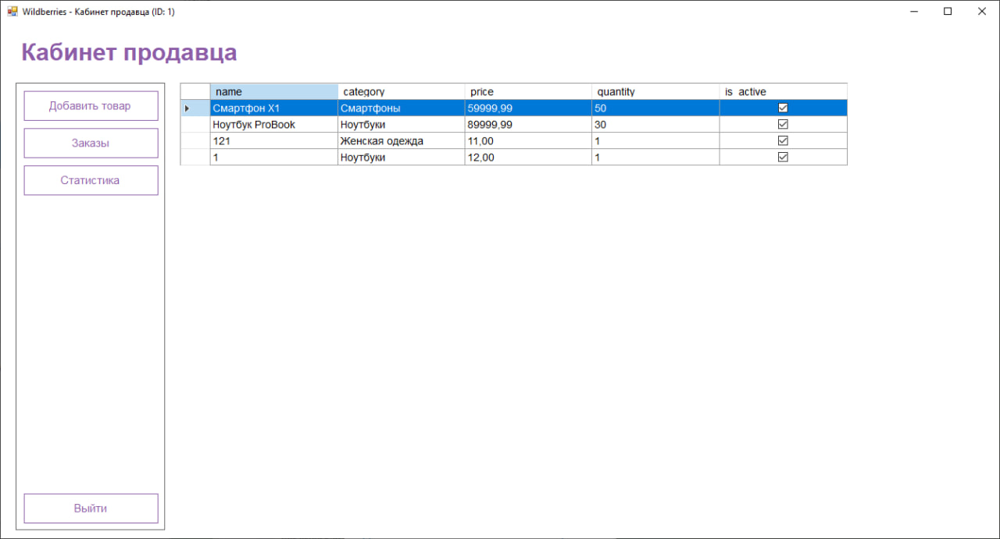 Wildberries - Кабинет продавца (ID: 1)
Кабинет продавца
Добавить товар
Заказы
Статистика
Выйти
name category price quantity is_active
Смартфон X1 Смартфоны 59999,99 50
Ноутбук ProBook Ноутбуки 89999,99 30
121 Женская одежда 11,00 1
1 Ноутбуки 12,00 1